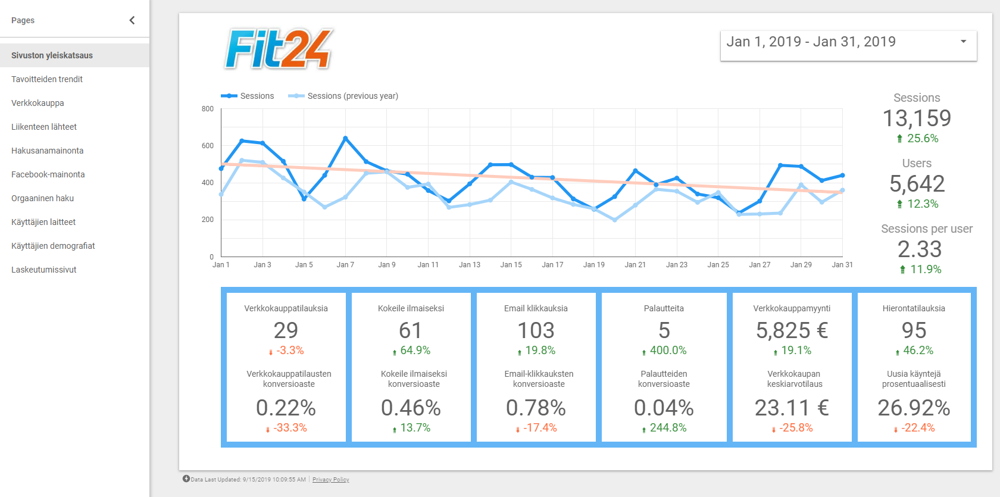 Pages
Sivuston yleiskatsaus
Tavoitteiden trendit
Verkkokauppa
Liikenteen lähteet
Hakusanamainonta
Facebook-mainonta
Orgaaninen haku
Käyttäjien laitteet
Käyttäjien demografiat
Laskeutumissivut
Fit24
Jan 1, 2019 - Jan 31, 2019
Sessions Sessions (previous year)
800
600
400
200
0
Jan 1 Jan 3 Jan 5 Jan 7 Jan 9 Jan 11 Jan 13 Jan 15 Jan 17 Jan 19 Jan 21 Jan 23 Jan 25 Jan 27 Jan 29 Jan 31
Sessions
13,159
25.6%
Users
5,642
12.3%
Sessions per user
2.33
11.9%
Verkkokauppatilauksia
29
-3.3%
Verkkokauppatilausten
konversioaste
0.22%
-33.3%
Kokeile ilmaiseksi
61
64.9%
Kokeile ilmaiseksi
konversioaste
0.46%
13.7%
Email klikkauksia
103
19.8%
Email-klikkauksten
konversioaste
0.78%
-17.4%
Palautteita
5
400.0%
Palautteiden
konversioaste
0.04%
244.8%
Verkkokauppamyynti
5,825 €
19.1%
Verkkokaupan
keskiarvotilaus
23.11 €
-25.8%
Hierontatilauksia
95
46.2%
Uusia käyntejä
prosentuaalisesti
26.92%
-22.4%
Data Last Updated: 9/15/2019 10:09:55 AM Privacy Policy